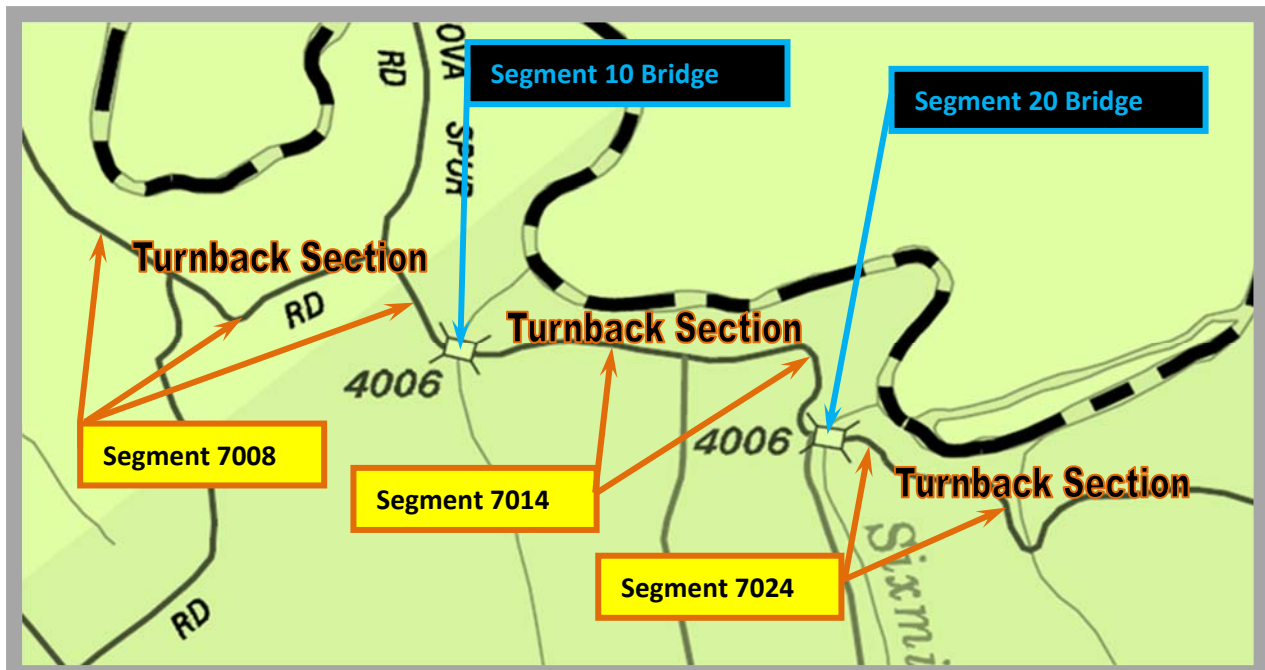 RD
OVA
SPUR
Segment 10 Bridge
Segment 20 Bridge
Turnback Section
RD
Turnback Section
4006
4006
Segment 7008
Turnback Section
Segment 7014
Segment 7024
Sixmi
RD